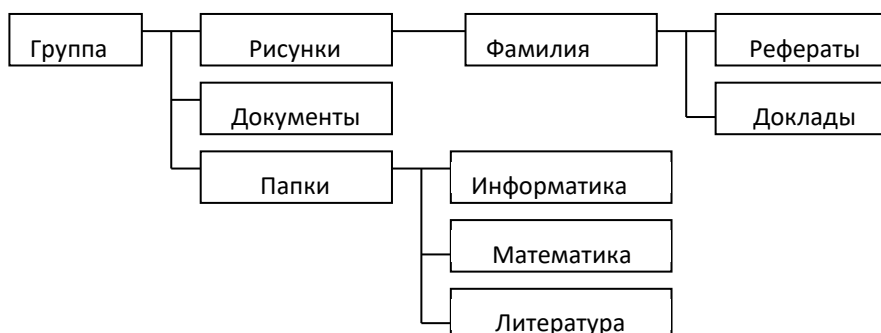 Группа
Рисунки
Фамилия
Рефераты
Документы
Доклады
Папки
Информатика
Математика
Литература